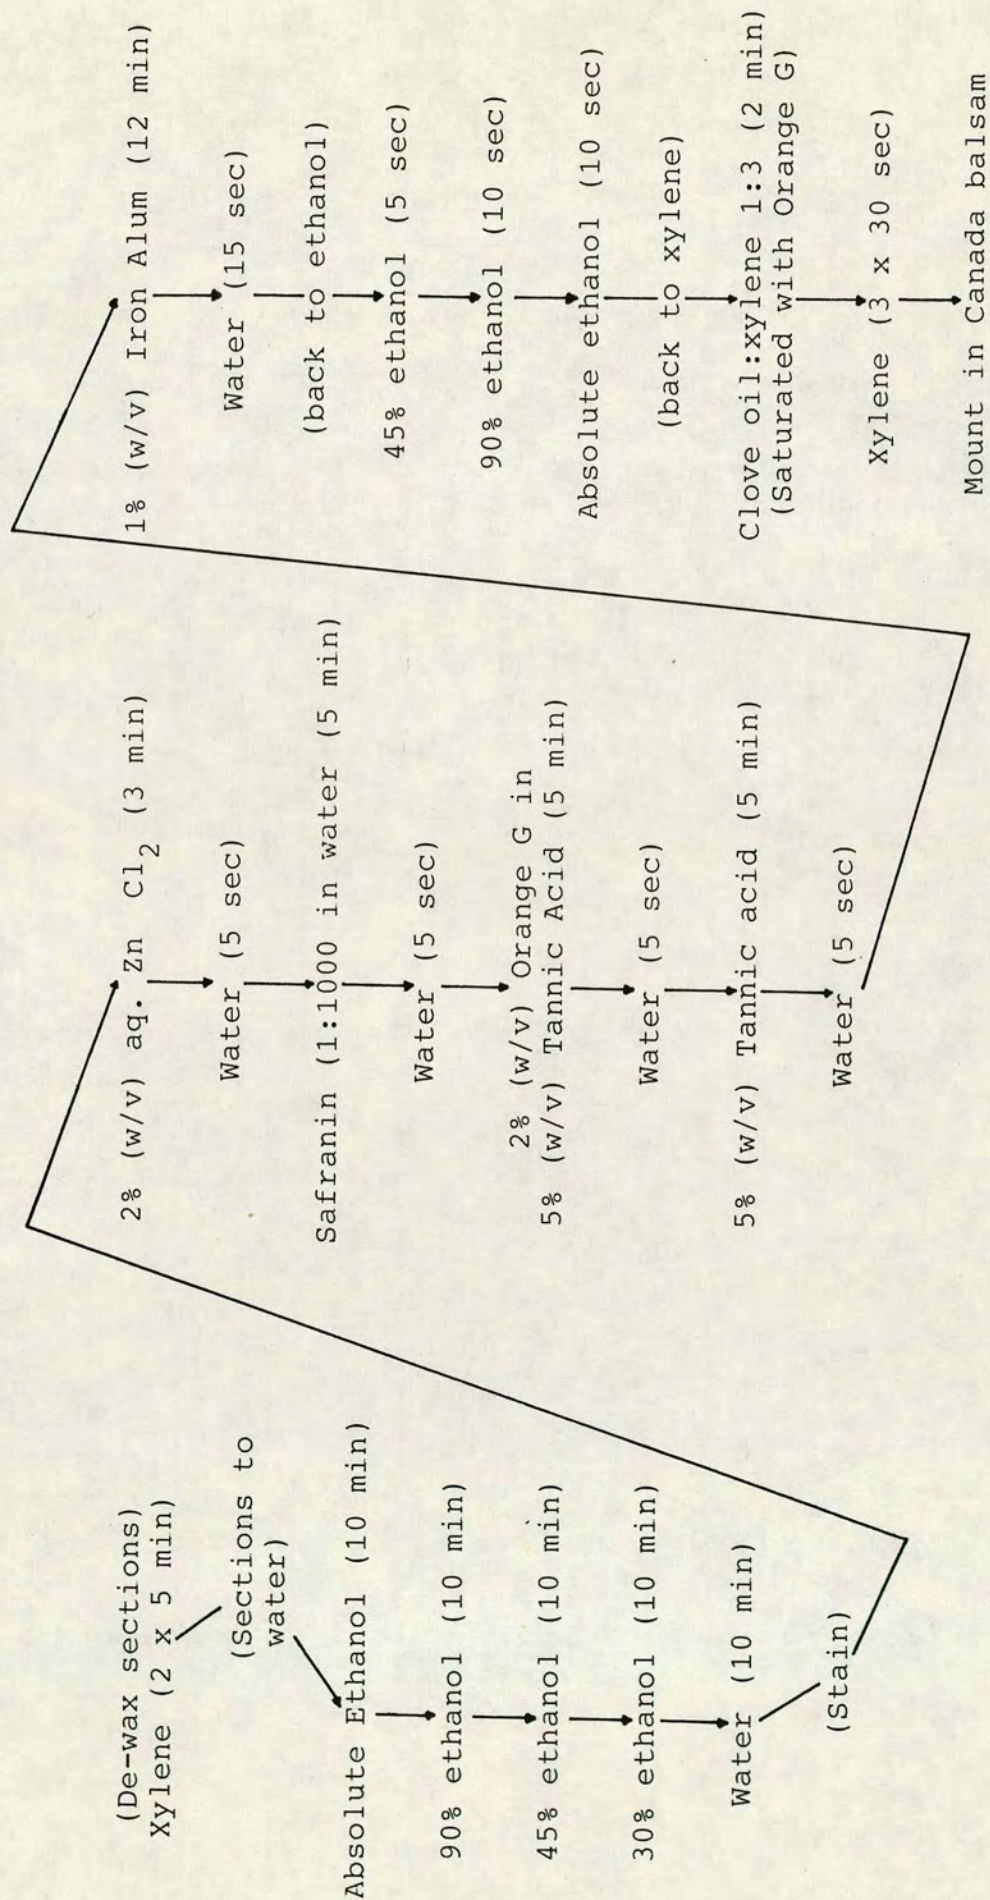 (De-wax sections)
Xylene (2 x 5 min)
(Sections to
water)
Absolute Ethanol (10 min)
90% ethanol (10 min)
45% ethanol (10 min)
30% ethanol (10 min)
Water (10 min)
(Stain)
2% (w/v) aq. Zn Cl2 (3 min)
Water (5 sec)
Safranin (1:1000 in water (5 min)
Water (5 sec)
2% (w/v) Orange G in
5% (w/v) Tannic Acid (5 min)
Water (5 sec)
5% (w/v) Tannic acid (5 min)
Water (5 sec)
1% (w/v) Iron Alum (12 min)
Water (15 sec)
(back to ethanol)
45% ethanol (5 sec)
90% ethanol (10 sec)
Absolute ethanol (10 sec)
(back to xylene)
Clove oil:xylene 1:3 (2 min)
(Saturated with Orange G)
Xylene (3 x 30 sec)
Mount in Canada balsam